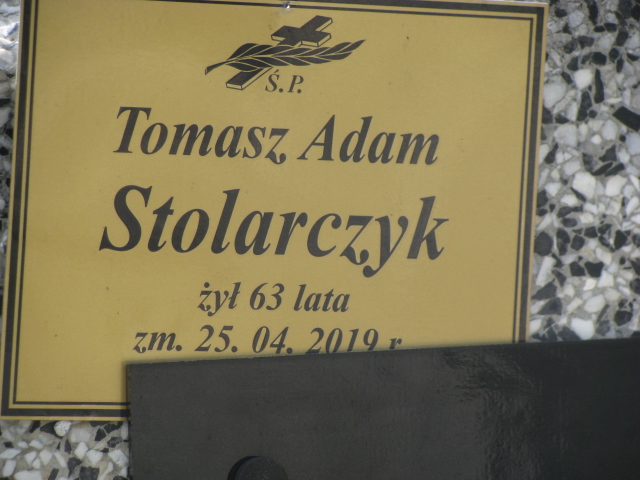 Ś.P.
Tomasz Adam
Stolarczyk
żył 63 lata
zm. 25. 04. 2019 r